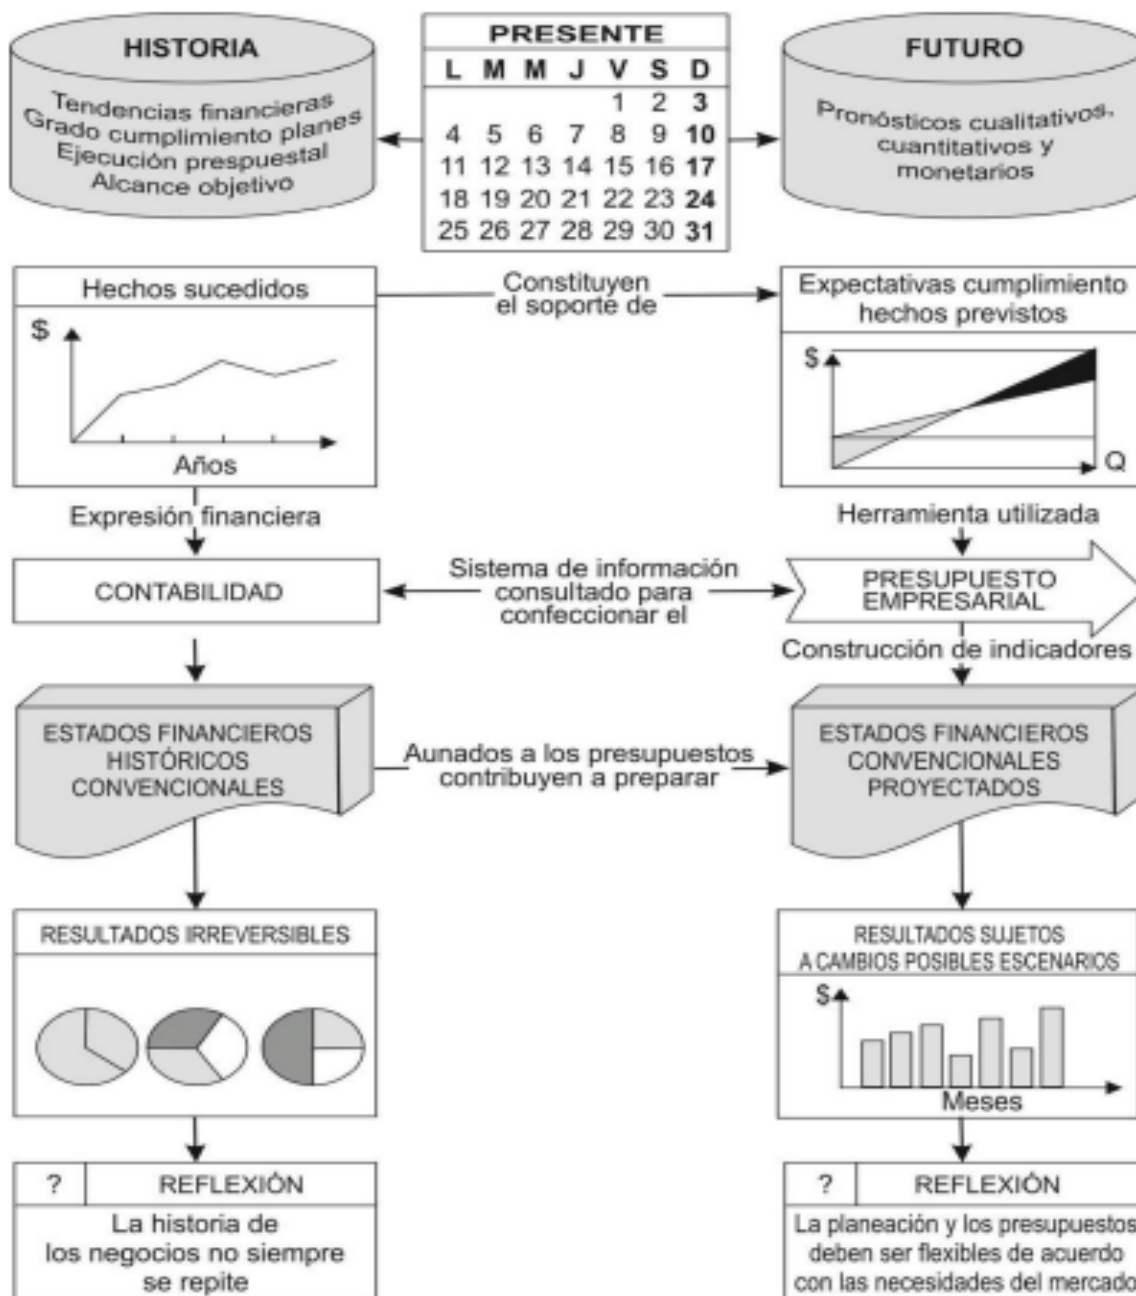 HISTORIA
Tendencias financieras
Grado cumplimiento planes
Ejecución prespuestal
Alcance objetivo
PRESENTE
L M M J V S D
1 2 3
4 5 6 7 8 9 10
11 12 13 14 15 16 17
18 19 20 21 22 23 24
25 26 27 28 29 30 31
FUTURO
Pronósticos cualitativos,
cuantitativos y
monetarios
Hechos sucedidos
$
Años
Constituyen
el soporte de
Expectativas cumplimiento
hechos previstos
$
Q
Expresión financiera
Herramienta utilizada
CONTABILIDAD
Sistema de información
consultado para
confeccionar el
PRESUPUESTO
EMPRESARIAL
Construcción de indicadores
ESTADOS FINANCIEROS
HISTÓRICOS
CONVENCIONALES
Aunados a los presupuestos
contribuyen a preparar
ESTADOS FINANCIEROS
CONVENCIONALES
PROYECTADOS
RESULTADOS IRREVERSIBLES
RESULTADOS SUJETOS
A CAMBIOS POSIBLES ESCENARIOS
$
Meses
? REFLEXIÓN
La historia de
los negocios no siempre
se repite
? REFLEXIÓN
La planeación y los presupuestos
deben ser flexibles de acuerdo
con las necesidades del mercado